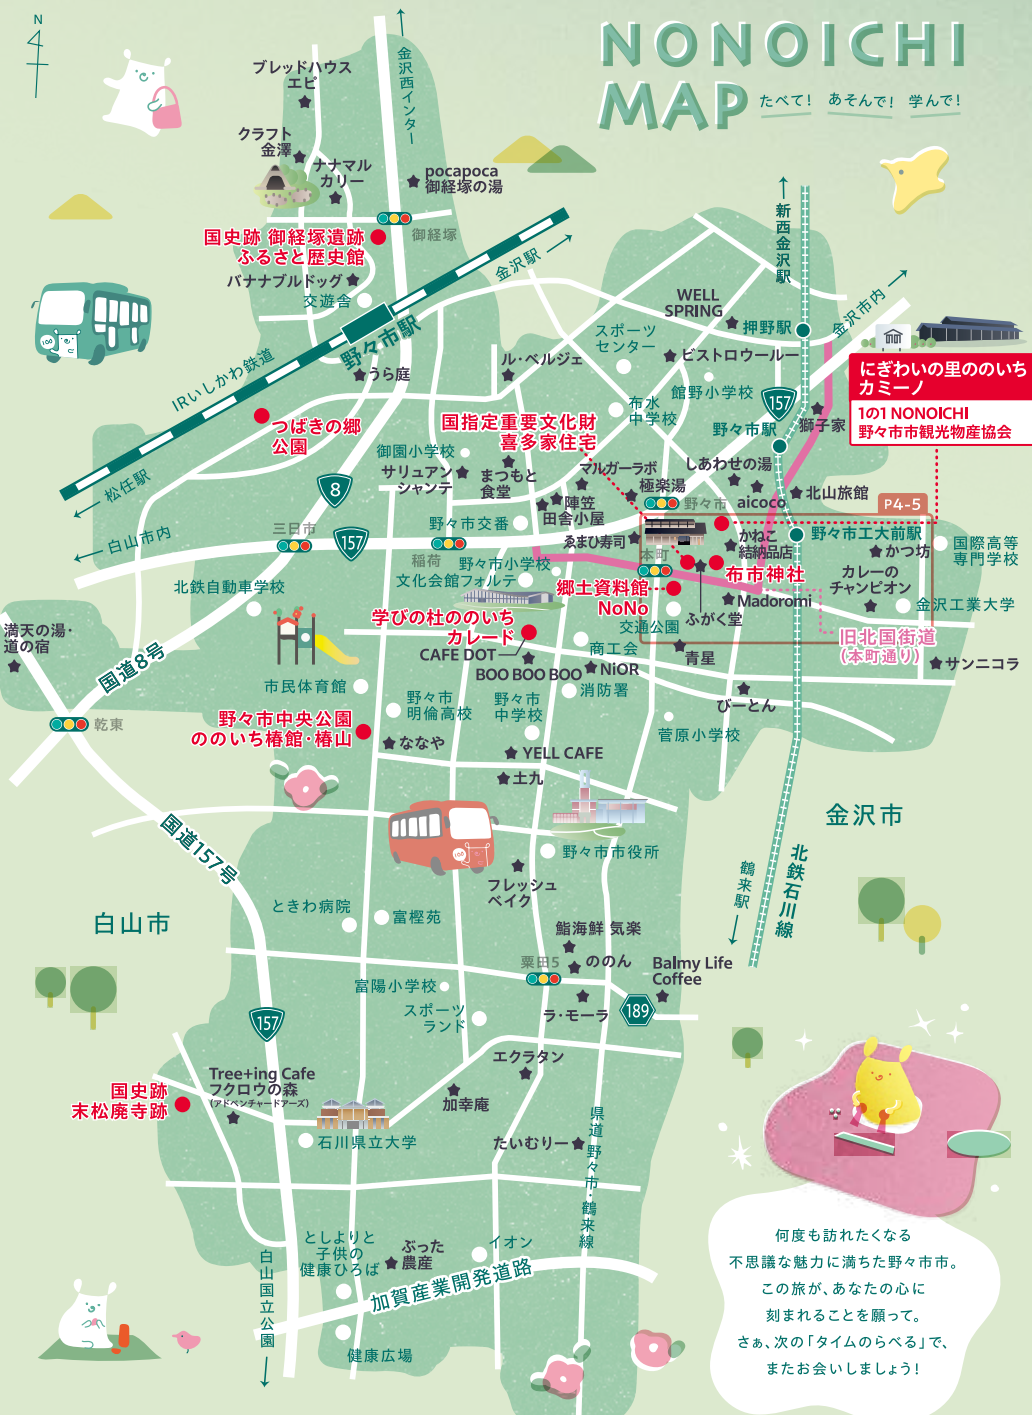 N
NONOICHI
MAP
たべて! あそんで! 学んで!
金沢西インター
ブレッドハウス
エビ
クラフト
金澤
ナナマル
カリー
pocapoca
御経塚の湯
御経塚
国史跡 御経塚遺跡
ふるさと歴史館
バナナブルドッグ
交遊舎
金沢駅
新西金沢駅
金沢市内
野々市駅
IRいしかわ鉄道
うら庭
ル・ベルジェ
WELL
SPRING
押野駅
スポーツ
センター
ビストロウールー
館野小学校
布水
中学校
157
野々市駅
獅子家
にぎわいの里ののいち
カミーノ
1の1 NONOICHI
野々市市観光物産協会
つばきの郷
公園
松任駅
白山市内
国指定重要文化財
喜多家住宅
御園小学校
サリュアン
シャンテ
まつもと
食堂
マルガーラボ
極楽湯
しあわせの湯
aicoco
北山旅館
P4-5
8
三日市
157
野々市交番
陣笠
田舎小屋
野々市
ゑまひ寿司
稲荷
野々市小学校
文化会館フォルテ
本町
かねこ
結納品店
野々市工大前駅
かつ坊
国際高等
専門学校
カレーの
チャンピオン
金沢工業大学
布市神社
郷土資料館
NoNo
Madoromi
ふがく堂
交通公園
旧北国街道
(本町通り)
サンニコラ
北鉄自動車学校
学びの杜ののいち
カレード
CAFE DOT
BOO BOO BOO
商工会
NiOR
青星
消防署
びーとん
菅原小学校
満天の湯・
道の宿
国道8号
乾東
市民体育館
野々市
明倫高校
野々市
中学校
野々市中央公園
ののいち椿館・椿山
ななや
YELL CAFE
土九
金沢市
国道157号
野々市市役所
フレッシュ
ベイク
北鉄石川線
鶴来駅
白山市
ときわ病院
富樫苑
鮨海鮮 気楽
粟田5
ののん
Balmy Life
Coffee
富陽小学校
スポーツ
ランド
ラ・モーラ
189
157
エクラタン
Tree+ing Cafe
フクロウの森
(アドベンチャードアーズ)
国史跡
末松廃寺跡
加幸庵
石川県立大学
たいむりー
県道 野々市・鶴来線
としよりと
子供の
健康ひろば
ぶった
農産
イオン
加賀産業開発道路
白山国立公園
健康広場
何度も訪れたくなる
不思議な魅力に満ちた野々市市。
この旅が、あなたの心に
刻まれることを願って。
さぁ、次の「タイムのらべる」で、
またお会いしましょう!